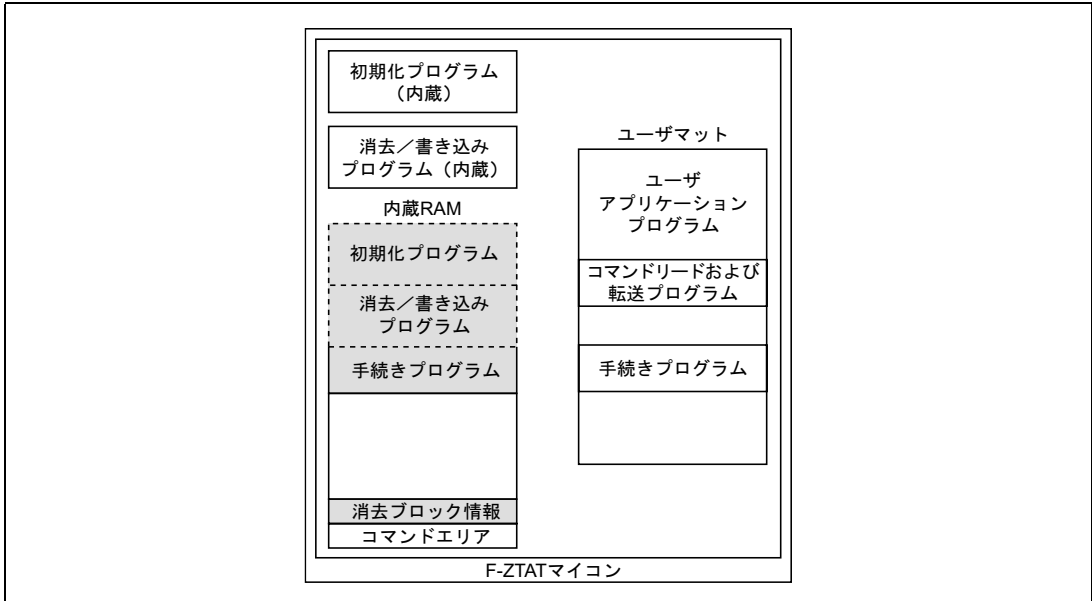 初期化プログラム
（内蔵）
消去／書き込み
プログラム（内蔵）
内蔵RAM
初期化プログラム
消去／書き込み
プログラム
手続きプログラム
消去ブロック情報
コマンドエリア
ユーザマット
ユーザ
アプリケーション
プログラム
コマンドリードおよび
転送プログラム
手続きプログラム
F-ZTATマイコン